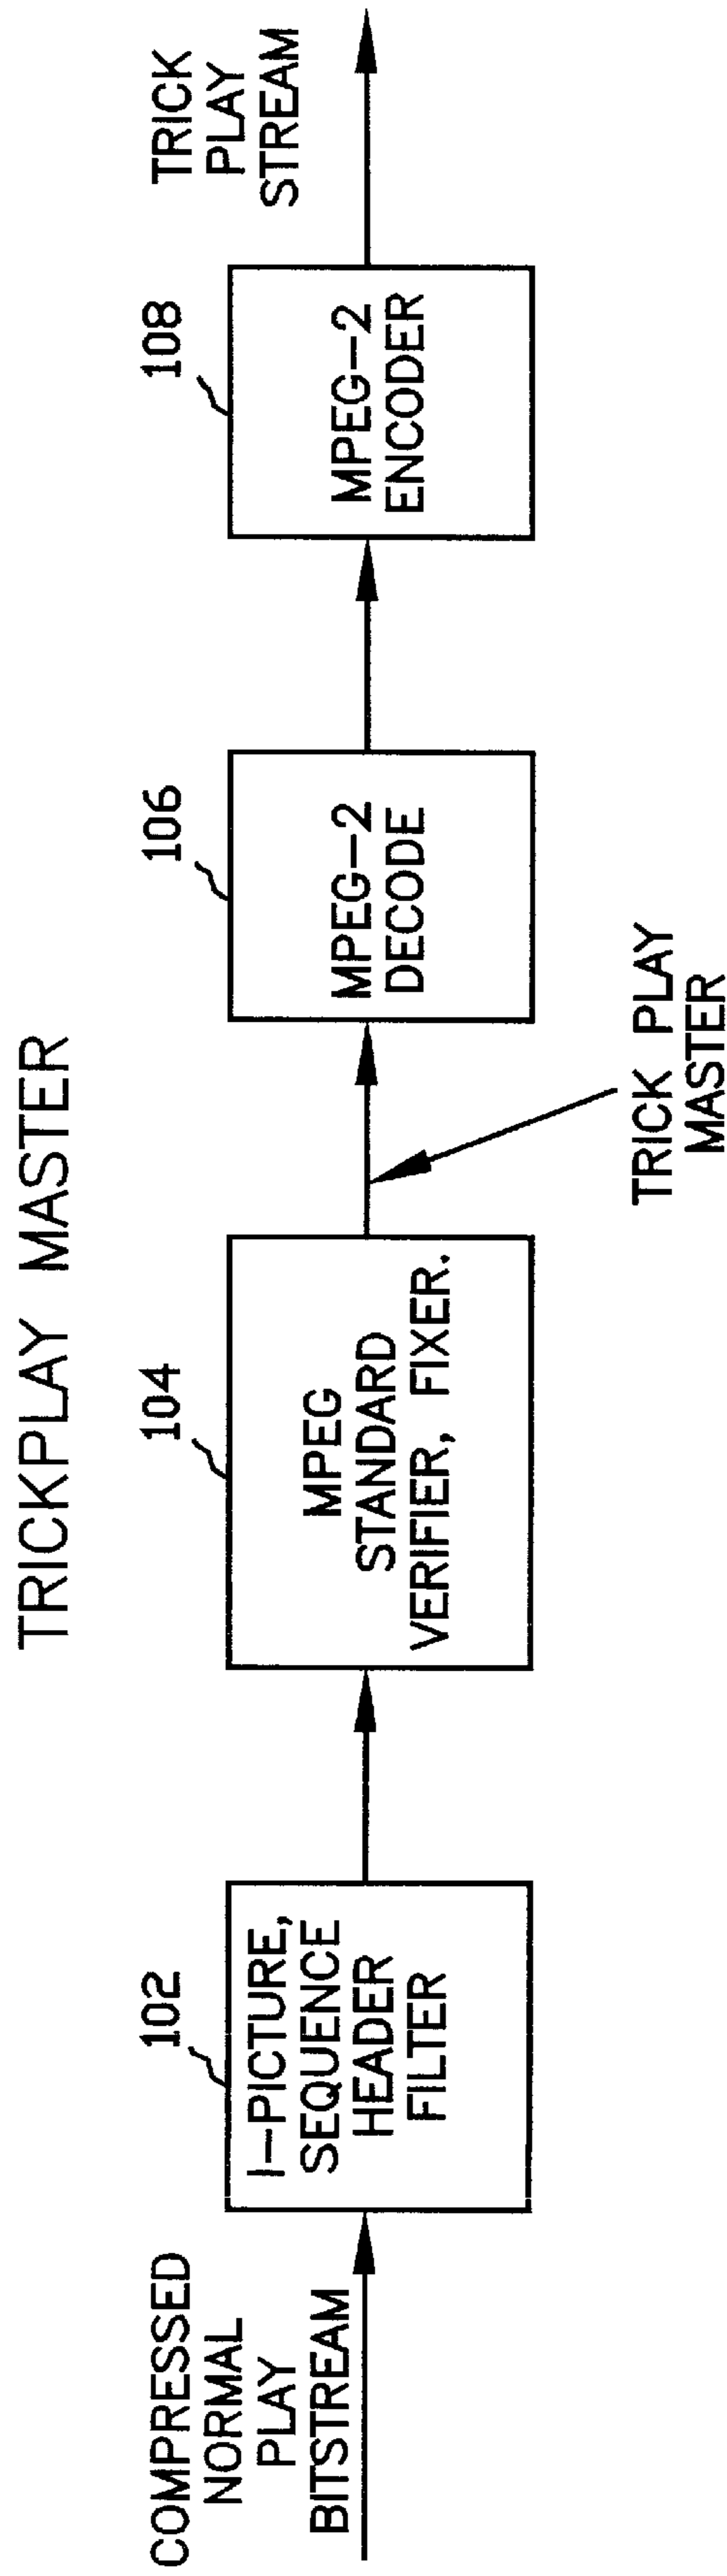 TRICKPLAY MASTER
COMPRESSED
NORMAL
PLAY
BITSTREAM
102
I-PICTURE,
SEQUENCE
HEADER
FILTER
104
MPEG
STANDARD
VERIFIER, FIXER.
TRICK PLAY
MASTER
106
MPEG-2
DECODE
108
MPEG-2
ENCODER
TRICK
PLAY
STREAM